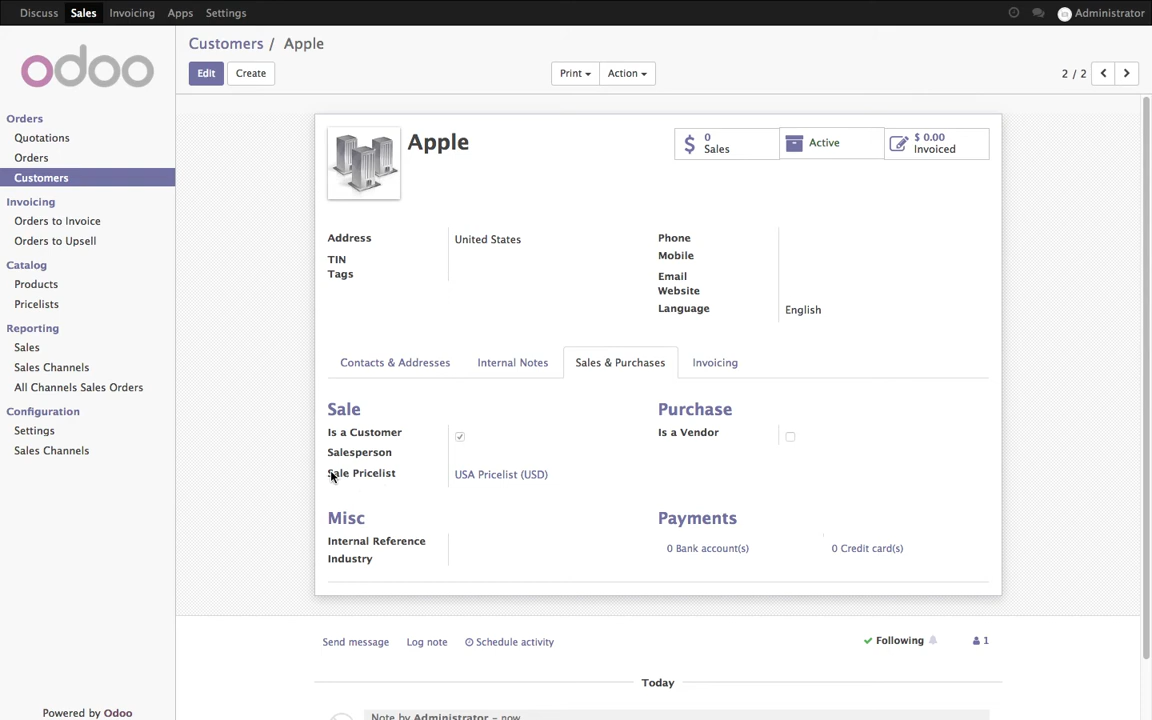 Discuss Sales Invoicing Apps Settings Administrator
odoo
Customers / Apple
Edit Create Print Action 2 / 2
Orders
Quotations
Orders
Customers
Invoicing
Orders to Invoice
Orders to Upsell
Catalog
Products
Pricelists
Reporting
Sales
Sales Channels
All Channels Sales Orders
Configuration
Settings
Sales Channels
Powered by Odoo
Apple
$ 0 Sales
Active
$ 0.00 Invoiced
Address United States
TIN
Tags
Phone
Mobile
Email
Website
Language English
Contacts & Addresses Internal Notes Sales & Purchases Invoicing
Sale
Is a Customer
Salesperson
Sale Pricelist USA Pricelist (USD)
Purchase
Is a Vendor
Misc
Internal Reference
Industry
Payments
0 Bank account(s) 0 Credit card(s)
Send message Log note Schedule activity Following 1
Today
Note by Administrator – now